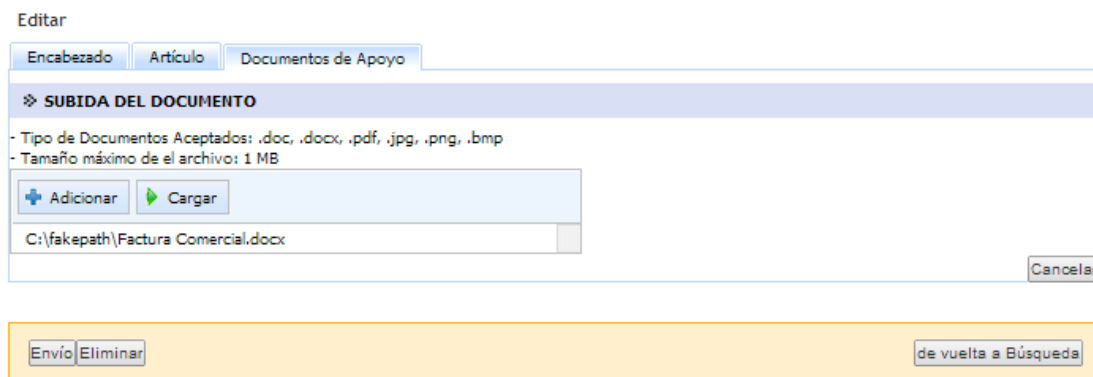 Editar
Encabezado Artículo Documentos de Apoyo
SUBIDA DEL DOCUMENTO
- Tipo de Documentos Aceptados: .doc, .docx, .pdf, .jpg, .png, .bmp
- Tamaño máximo de el archivo: 1 MB
Adicionar Cargar
C:\fakepath\Factura Comercial.docx
Cancela
Envío Eliminar de vuelta a Búsqueda